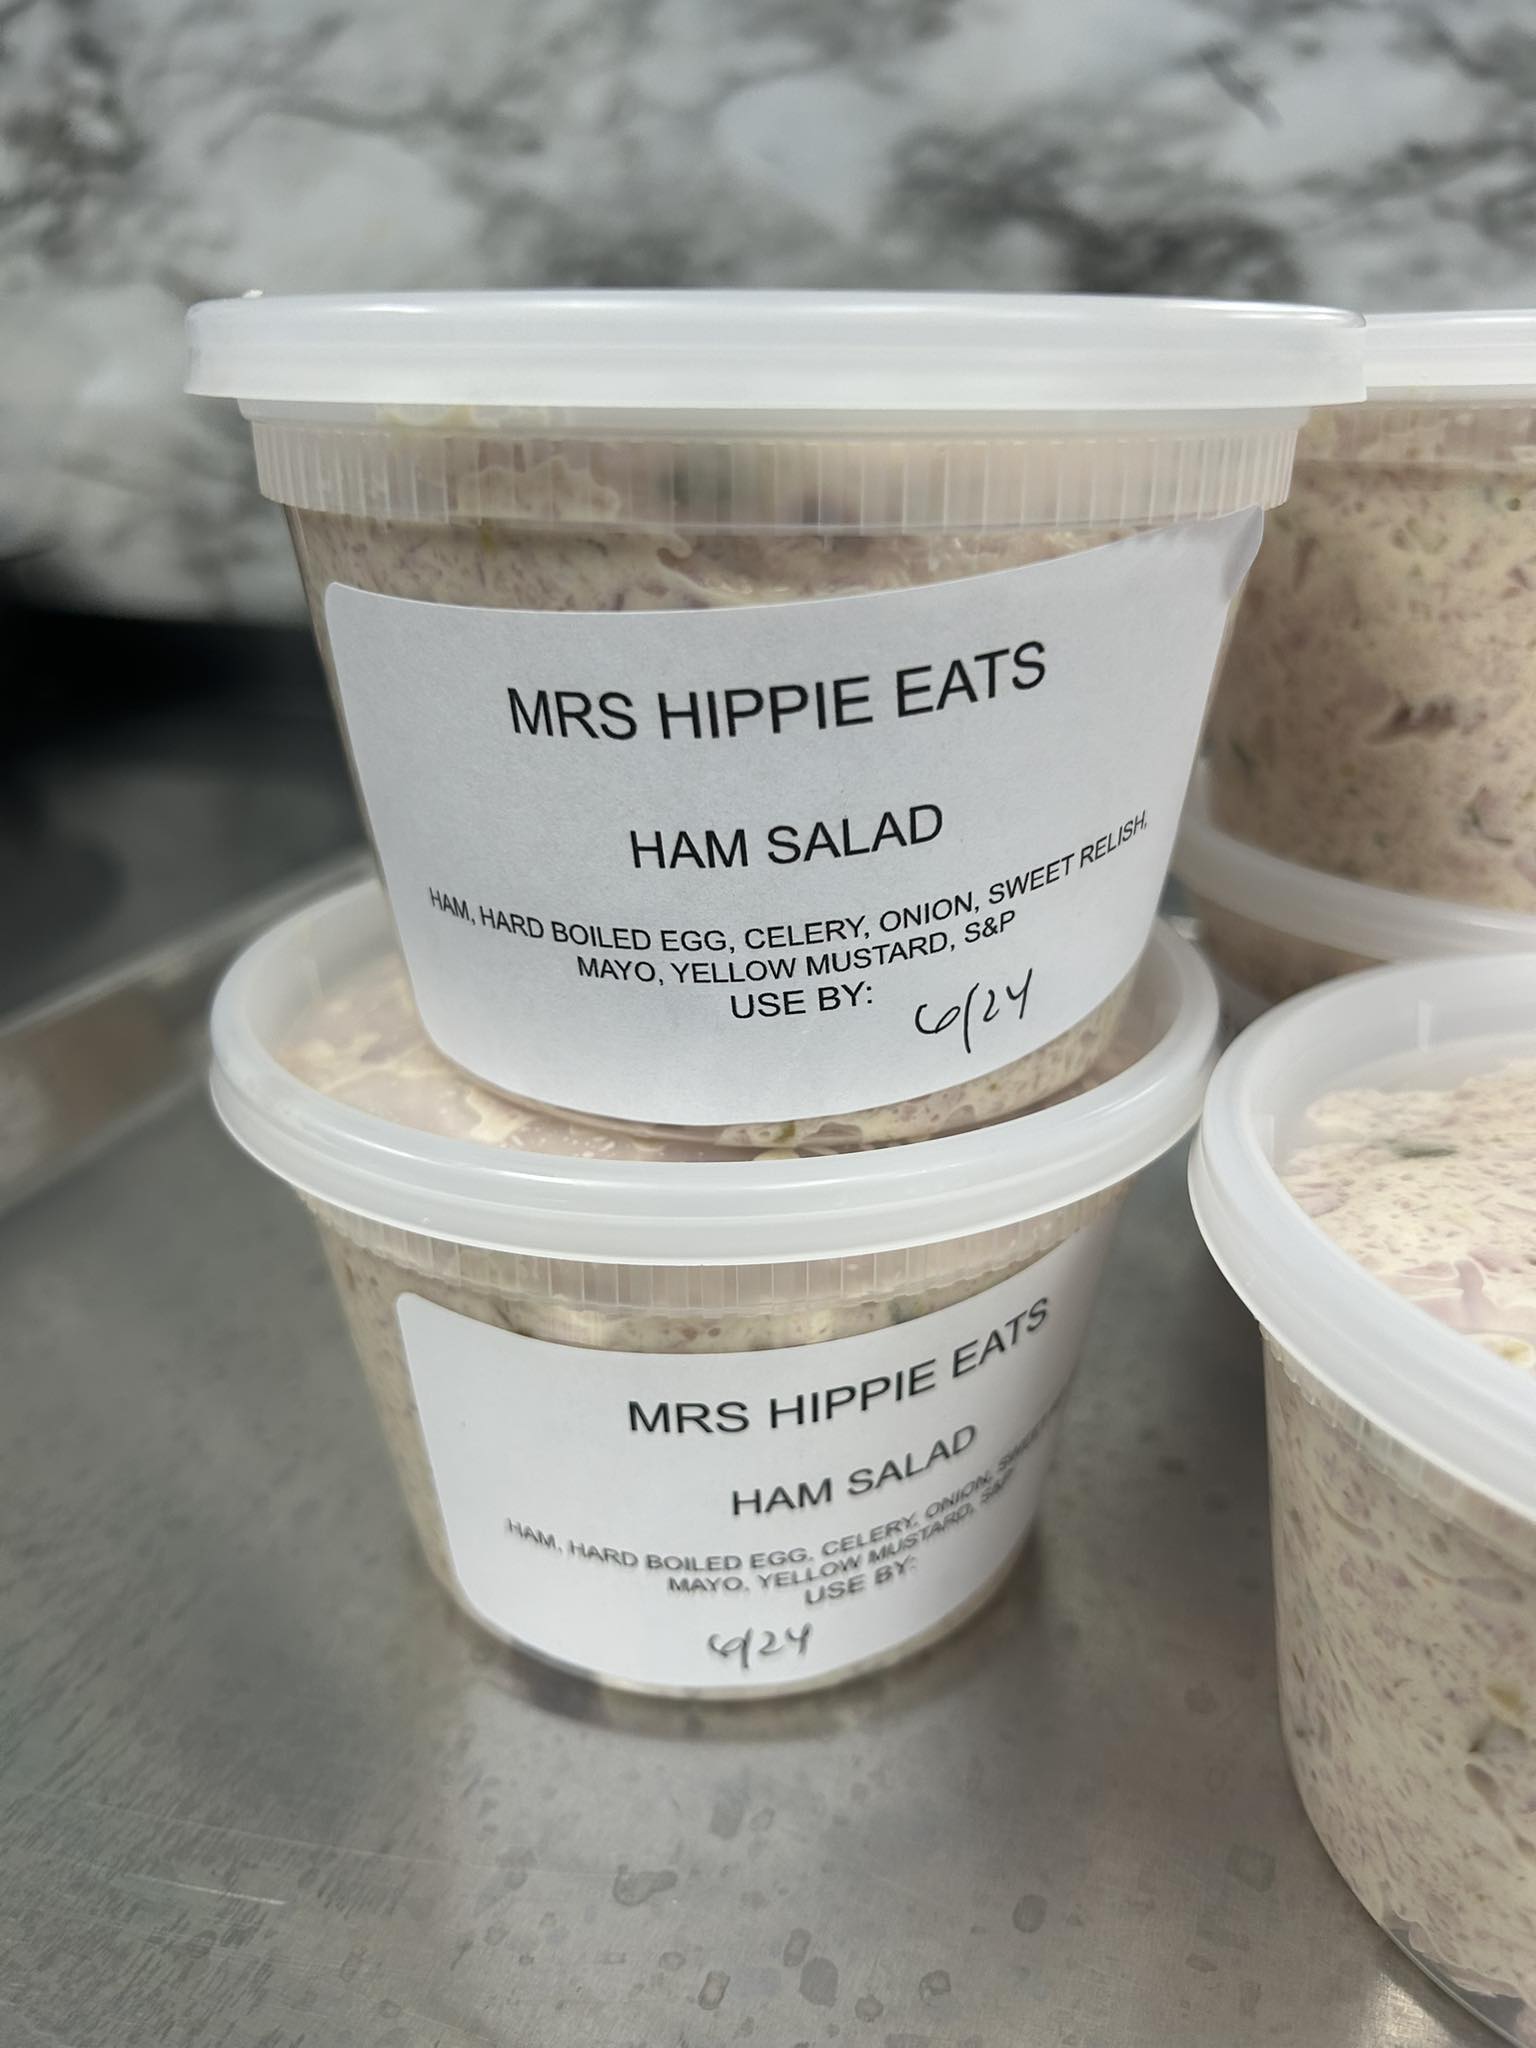 MRS HIPPIE EATS
HAM SALAD
HAM, HARD BOILED EGG, CELERY, ONION, SWEET RELISH,
MAYO, YELLOW MUSTARD, S&P
USE BY: 6/24
MRS HIPPIE EATS
HAM SALAD
HAM, HARD BOILED EGG, CELERY, ONION,
MAYO, YELLOW MUSTARD, S&P
USE BY:
6/24